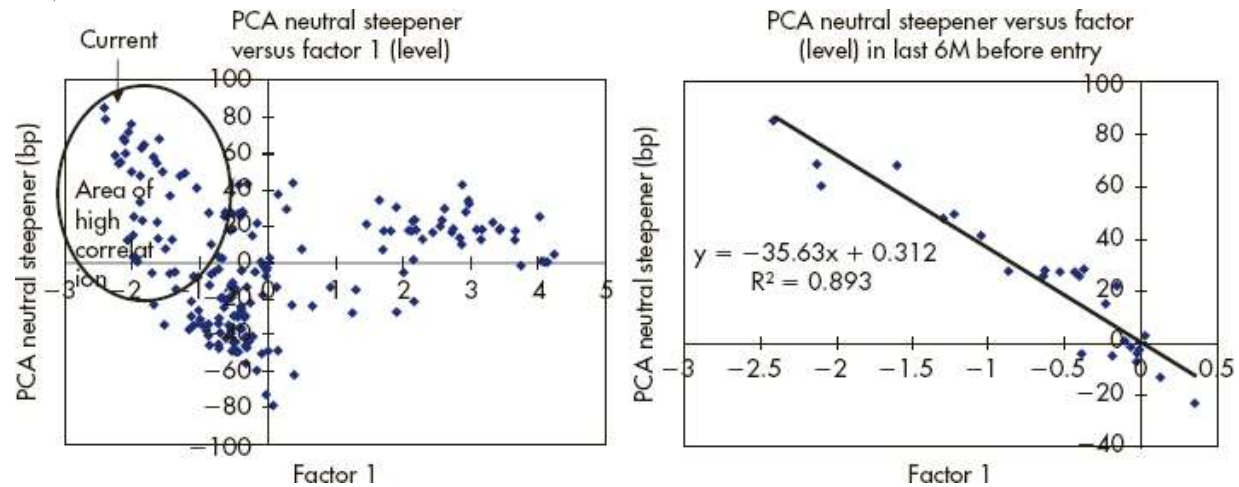 PCA neutral steepener
versus factor 1 (level)
Current
PCA neutral steepener (bp)
100
80
60
40
20
0
−20
−40
−60
−80
−100
Area of
high
correlat
ion
−3
−2
−1
0
1
2
3
4
5
Factor 1
PCA neutral steepener versus factor
(level) in last 6M before entry
PCA neutral steepener (bp)
100
80
60
40
20
0
−20
−40
y = −35.63x + 0.312
R² = 0.893
−3
−2.5
−2
−1.5
−1
−0.5
0
0.5
Factor 1